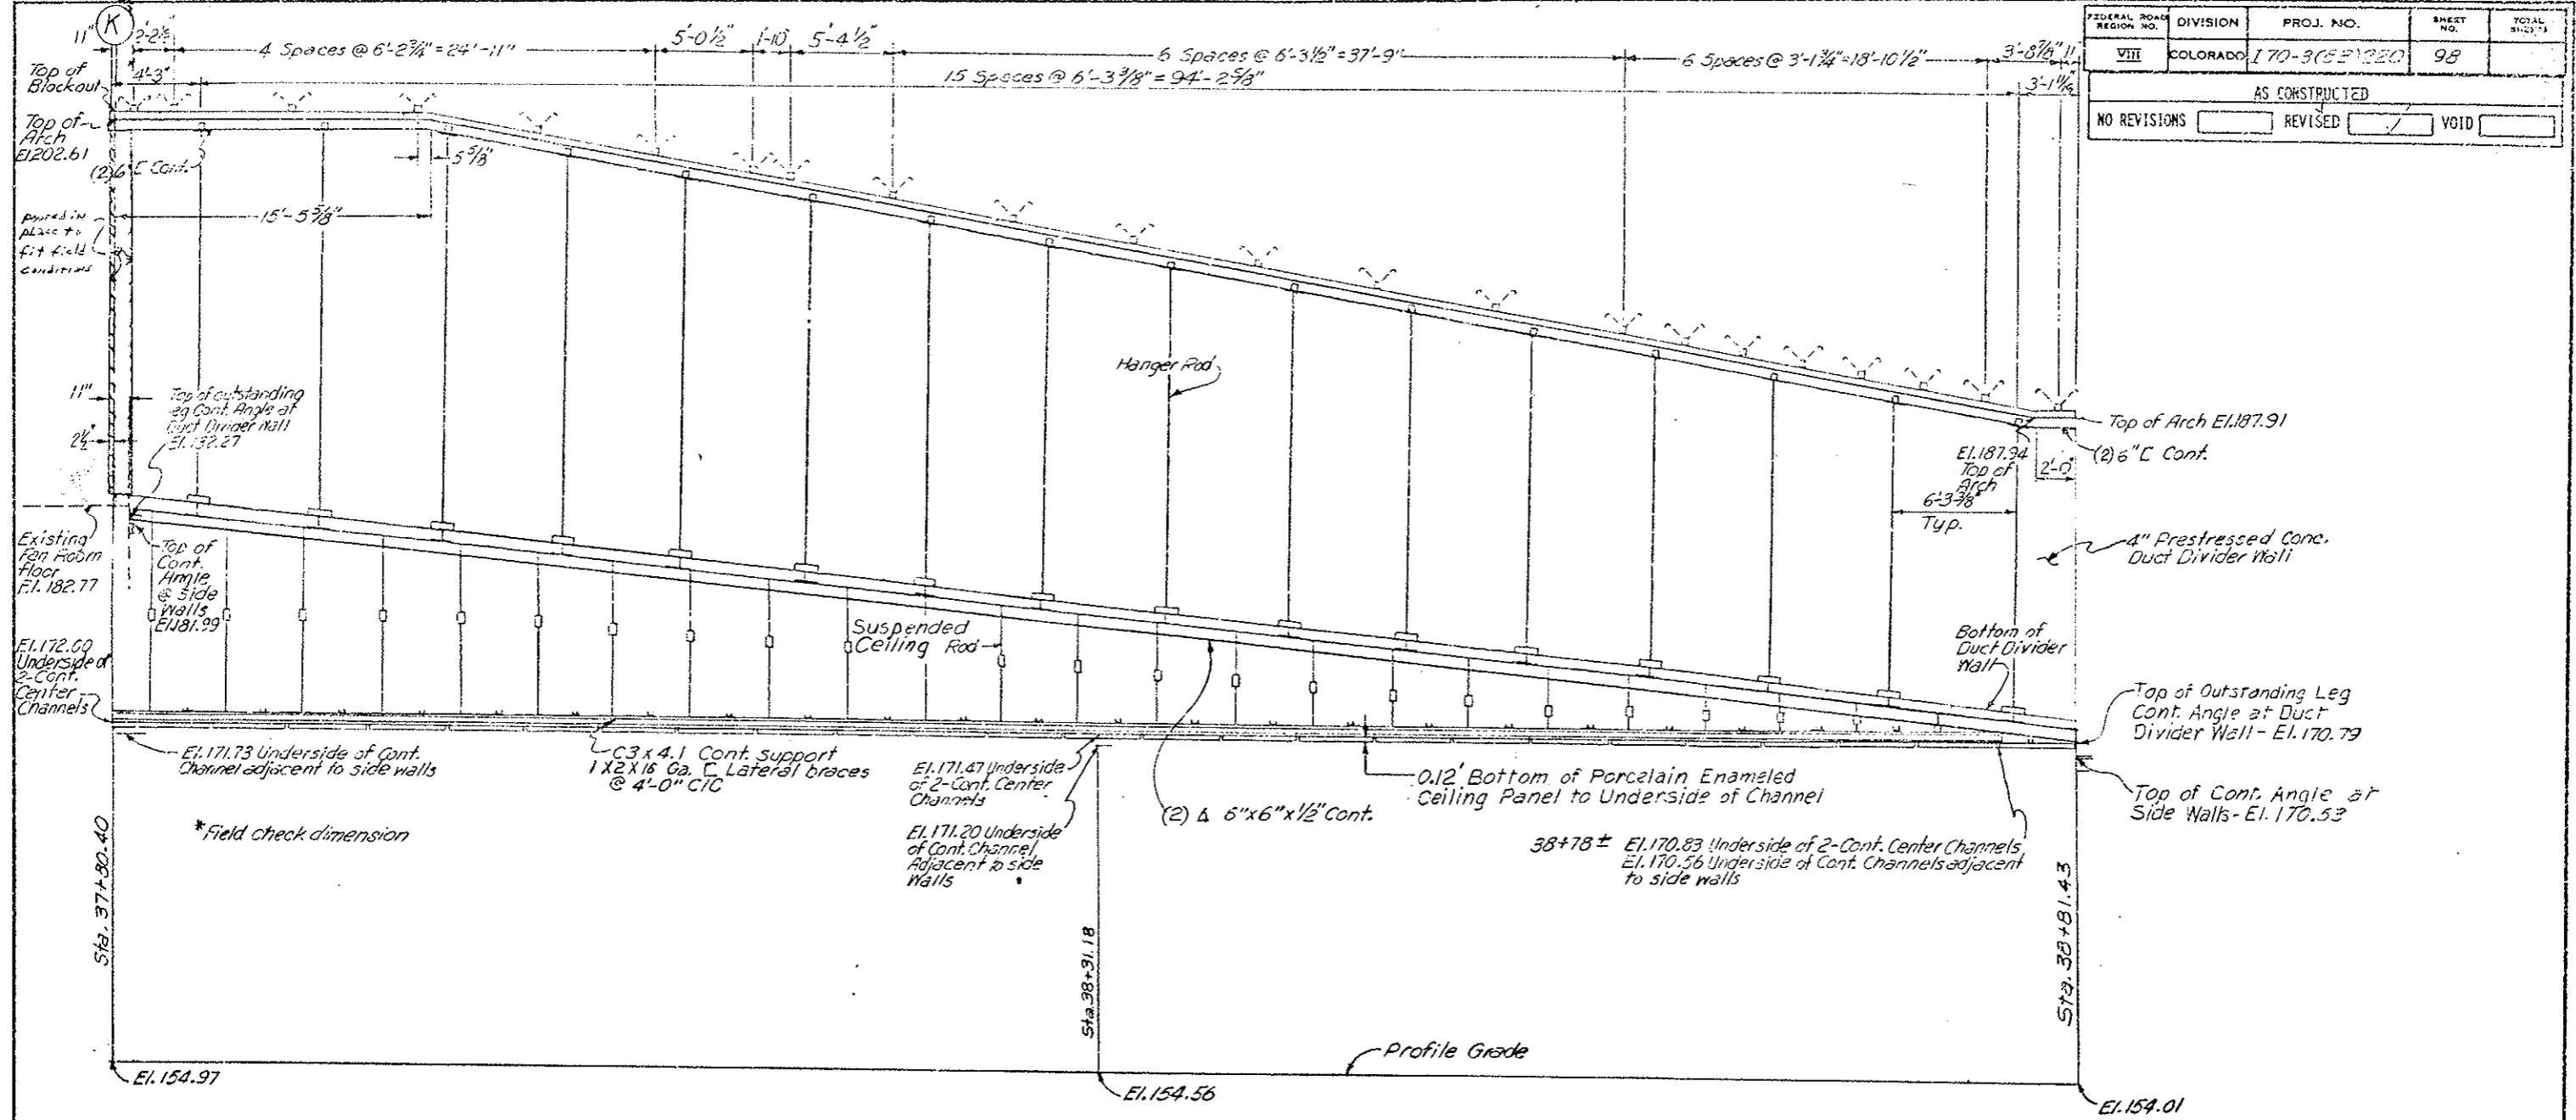 K
11"
2'-2½"
4 Spaces @ 6'-2¾" = 24'-11"
5'-0½"
1'-10"
5'-4½"
6 Spaces @ 6'-3½" = 37'-9"
6 Spaces @ 3'-1¾" = 18'-10½"
3'-8⅞"
11"
4'-3"
15 Spaces @ 6'-3⅜" = 94'-2⅝"
3'-1 11/16"
FEDERAL ROAD REGION NO.
DIVISION
PROJ. NO.
SHEET NO.
TOTAL SHEETS
VIII
COLORADO
98
AS CONSTRUCTED
NO REVISIONS
REVISED
VOID
Top of
Blockout
Top of
Arch
El 202.61
(2) 6" [ Cont.
5⅝"
15'-5⅝"
poured in
place to
fit field
conditions
11"
2½"
Top of outstanding
Leg Cont. Angle at
Duct Divider Wall
Hanger Rod
Top of Arch El.187.91
(2) 6" [ Cont.
El.187.94
Top of
Arch
2'-0"
6'-3⅜"
Typ.
4" Prestressed Conc.
Duct Divider Wall
Existing
Fan Room
floor
El. 182.77
Top of
Cont.
Angle
@ side
walls
El.181.99
Suspended
Ceiling Rod
Bottom of
Duct Divider
Wall
El.172.00
Underside of
2-Cont.
Center
Channels
Top of Outstanding Leg
Cont. Angle at Duct
Divider Wall - El. 170.79
El.171.73 Underside of Cont.
Channel adjacent to side walls
C3 x 4.1 Cont. Support
1 X 2 X 16 Ga. [ Lateral braces
@ 4'-0" C/C
El.171.47 Underside
of 2-Cont. Center
Channels
El. 171.20 Underside
of Cont. Channel
Adjacent to side
Walls
(2) ∆ 6"x6"x½" Cont.
0.12' Bottom of Porcelain Enameled
Ceiling Panel to Underside of Channel
Top of Cont. Angle at
Side Walls - El. 170.53
*Field check dimension
38+78 ± El.170.83 Underside of 2-Cont. Center Channels
El. 170.56 Underside of Cont. Channels adjacent
to side walls
Sta. 37+80.40
Sta. 38+31.18
Sta. 38+81.43
Profile Grade
El. 154.97
El. 154.56
El. 154.01